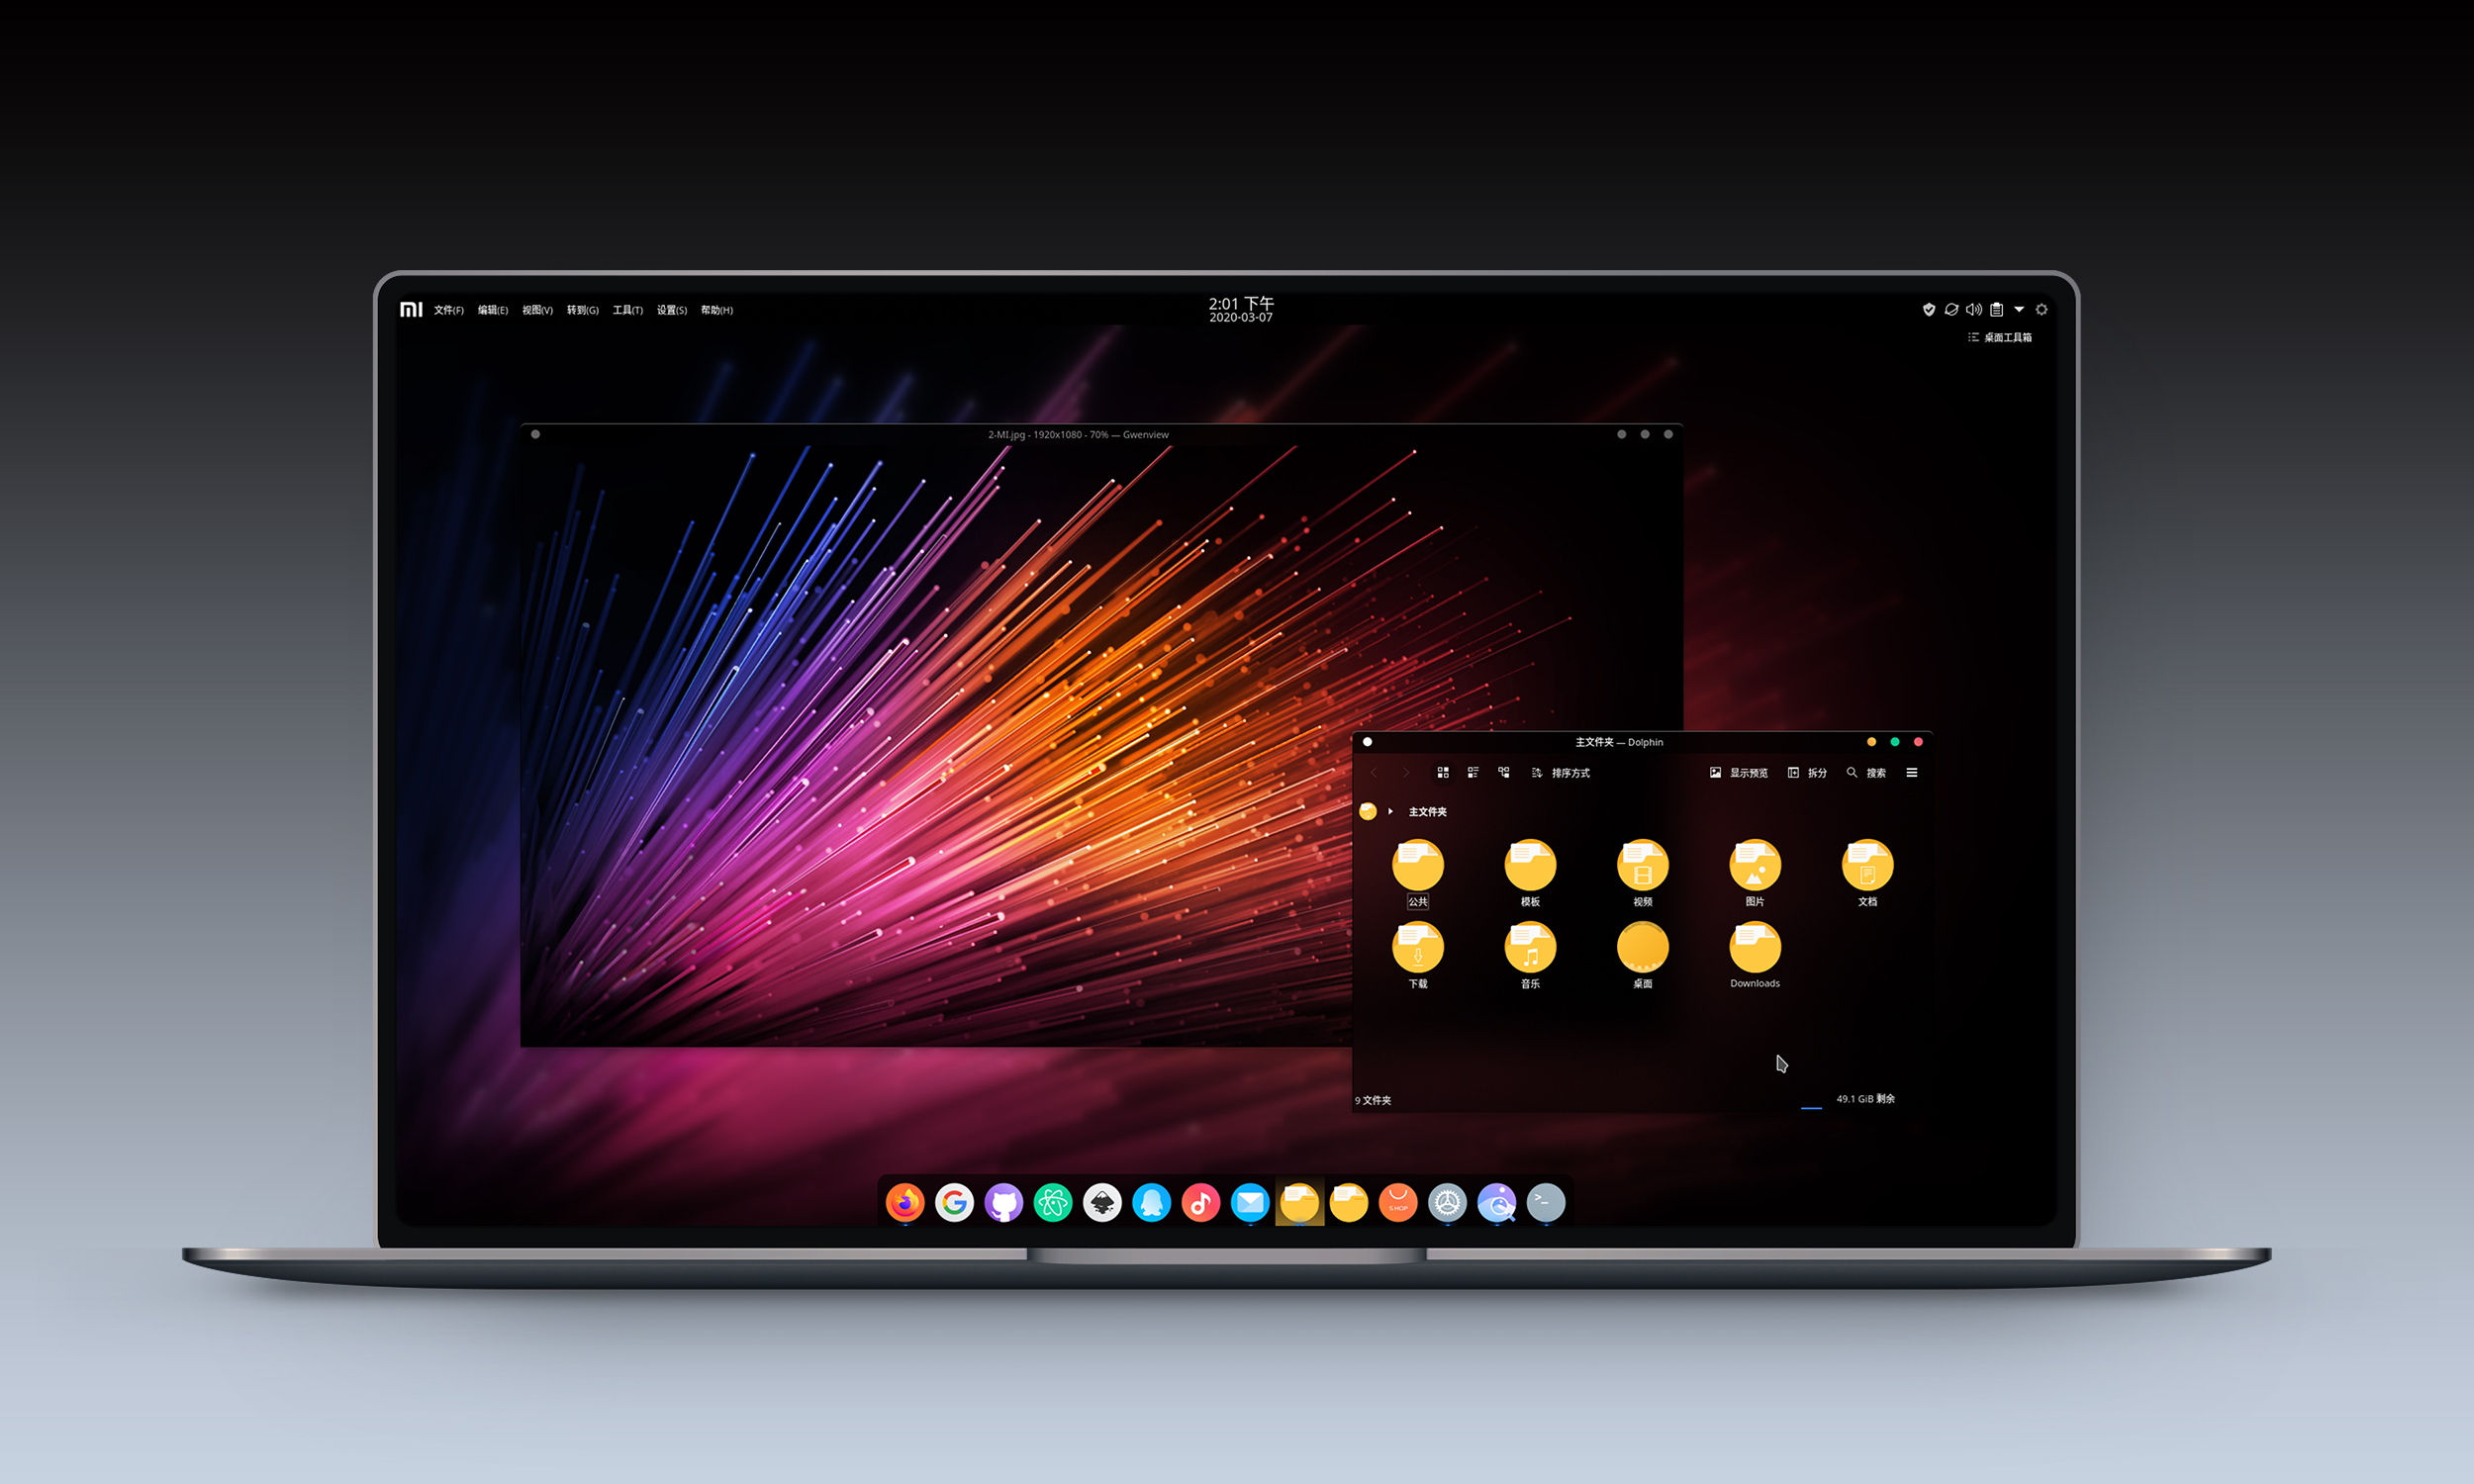 MI 文件(F) 编辑(E) 视图(V) 转到(G) 工具(T) 设置(S) 帮助(H)
2:01 下午
2020-03-07
桌面工具箱
2-MI.jpg - 1920x1080 - 70% — Gwenview
主文件夹 — Dolphin
排序方式 显示预览 拆分 搜索
主文件夹
公共 模板 视频 图片 文档
下载 音乐 桌面 Downloads
9 文件夹 49.1 GiB 剩余
SHOP
>_